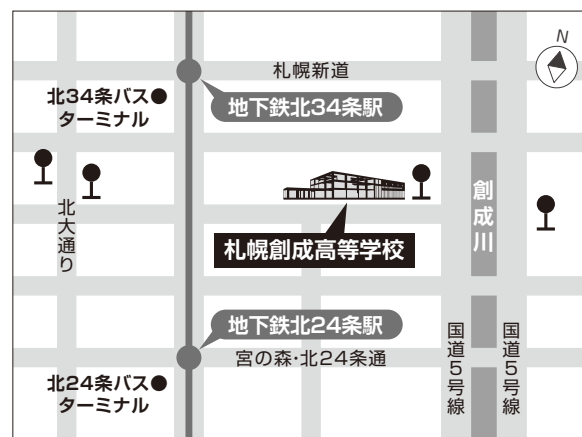 N
札幌新道
北34条バス●
ターミナル
地下鉄北34条駅
北大通り
創成川
札幌創成高等学校
地下鉄北24条駅
宮の森・北24条通
国道5号線
国道5号線
北24条バス●
ターミナル